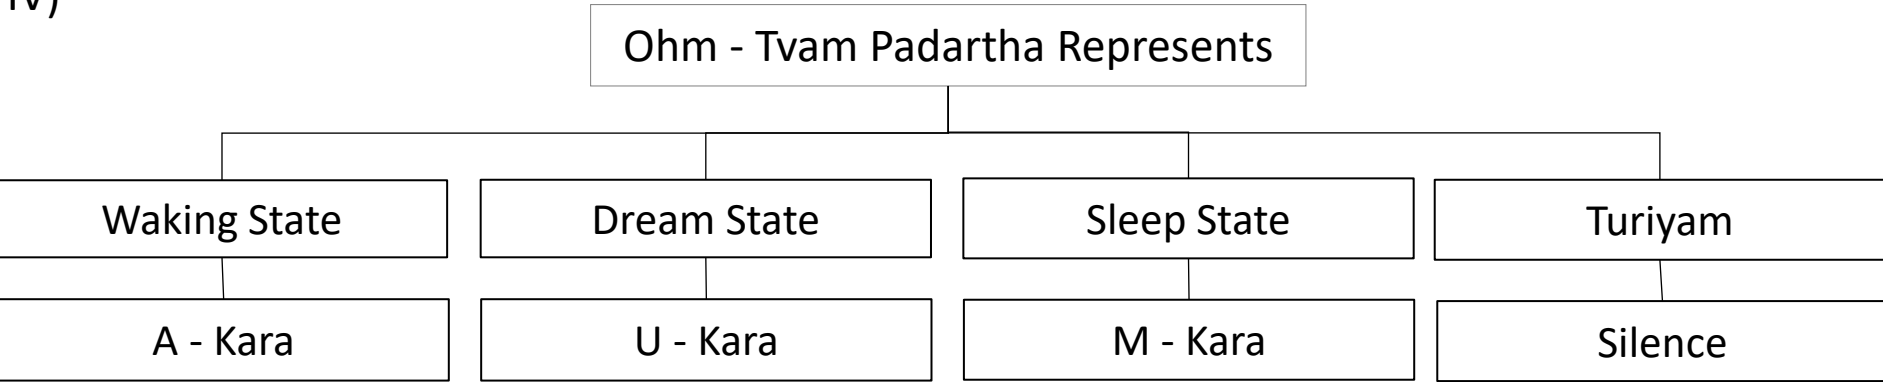 iv)
Ohm - Tvam Padartha Represents
Waking State
Dream State
Sleep State
Turiyam
A - Kara
U - Kara
M - Kara
Silence